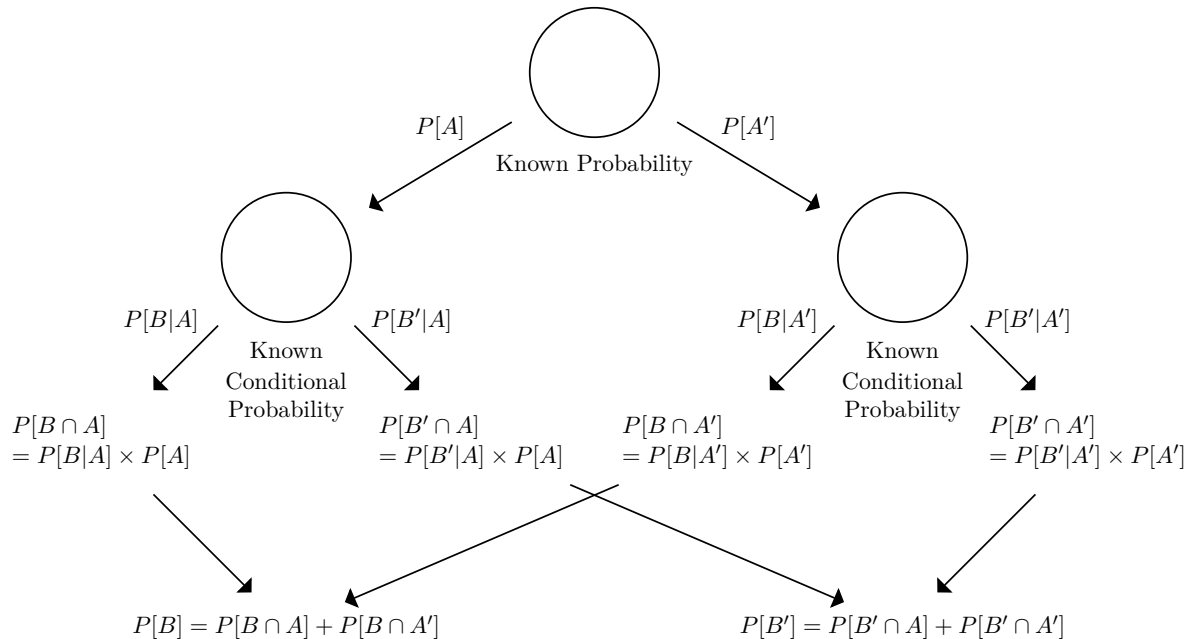 P[A]
P[A′]
Known Probability
P[B|A]
P[B′|A]
P[B|A′]
P[B′|A′]
Known
Conditional
Probability
Known
Conditional
Probability
P[B ∩ A]
= P[B|A] × P[A]
P[B′ ∩ A]
= P[B′|A] × P[A]
P[B ∩ A′]
= P[B|A′] × P[A′]
P[B′ ∩ A′]
= P[B′|A′] × P[A′]
P[B] = P[B ∩ A] + P[B ∩ A′]
P[B′] = P[B′ ∩ A] + P[B′ ∩ A′]